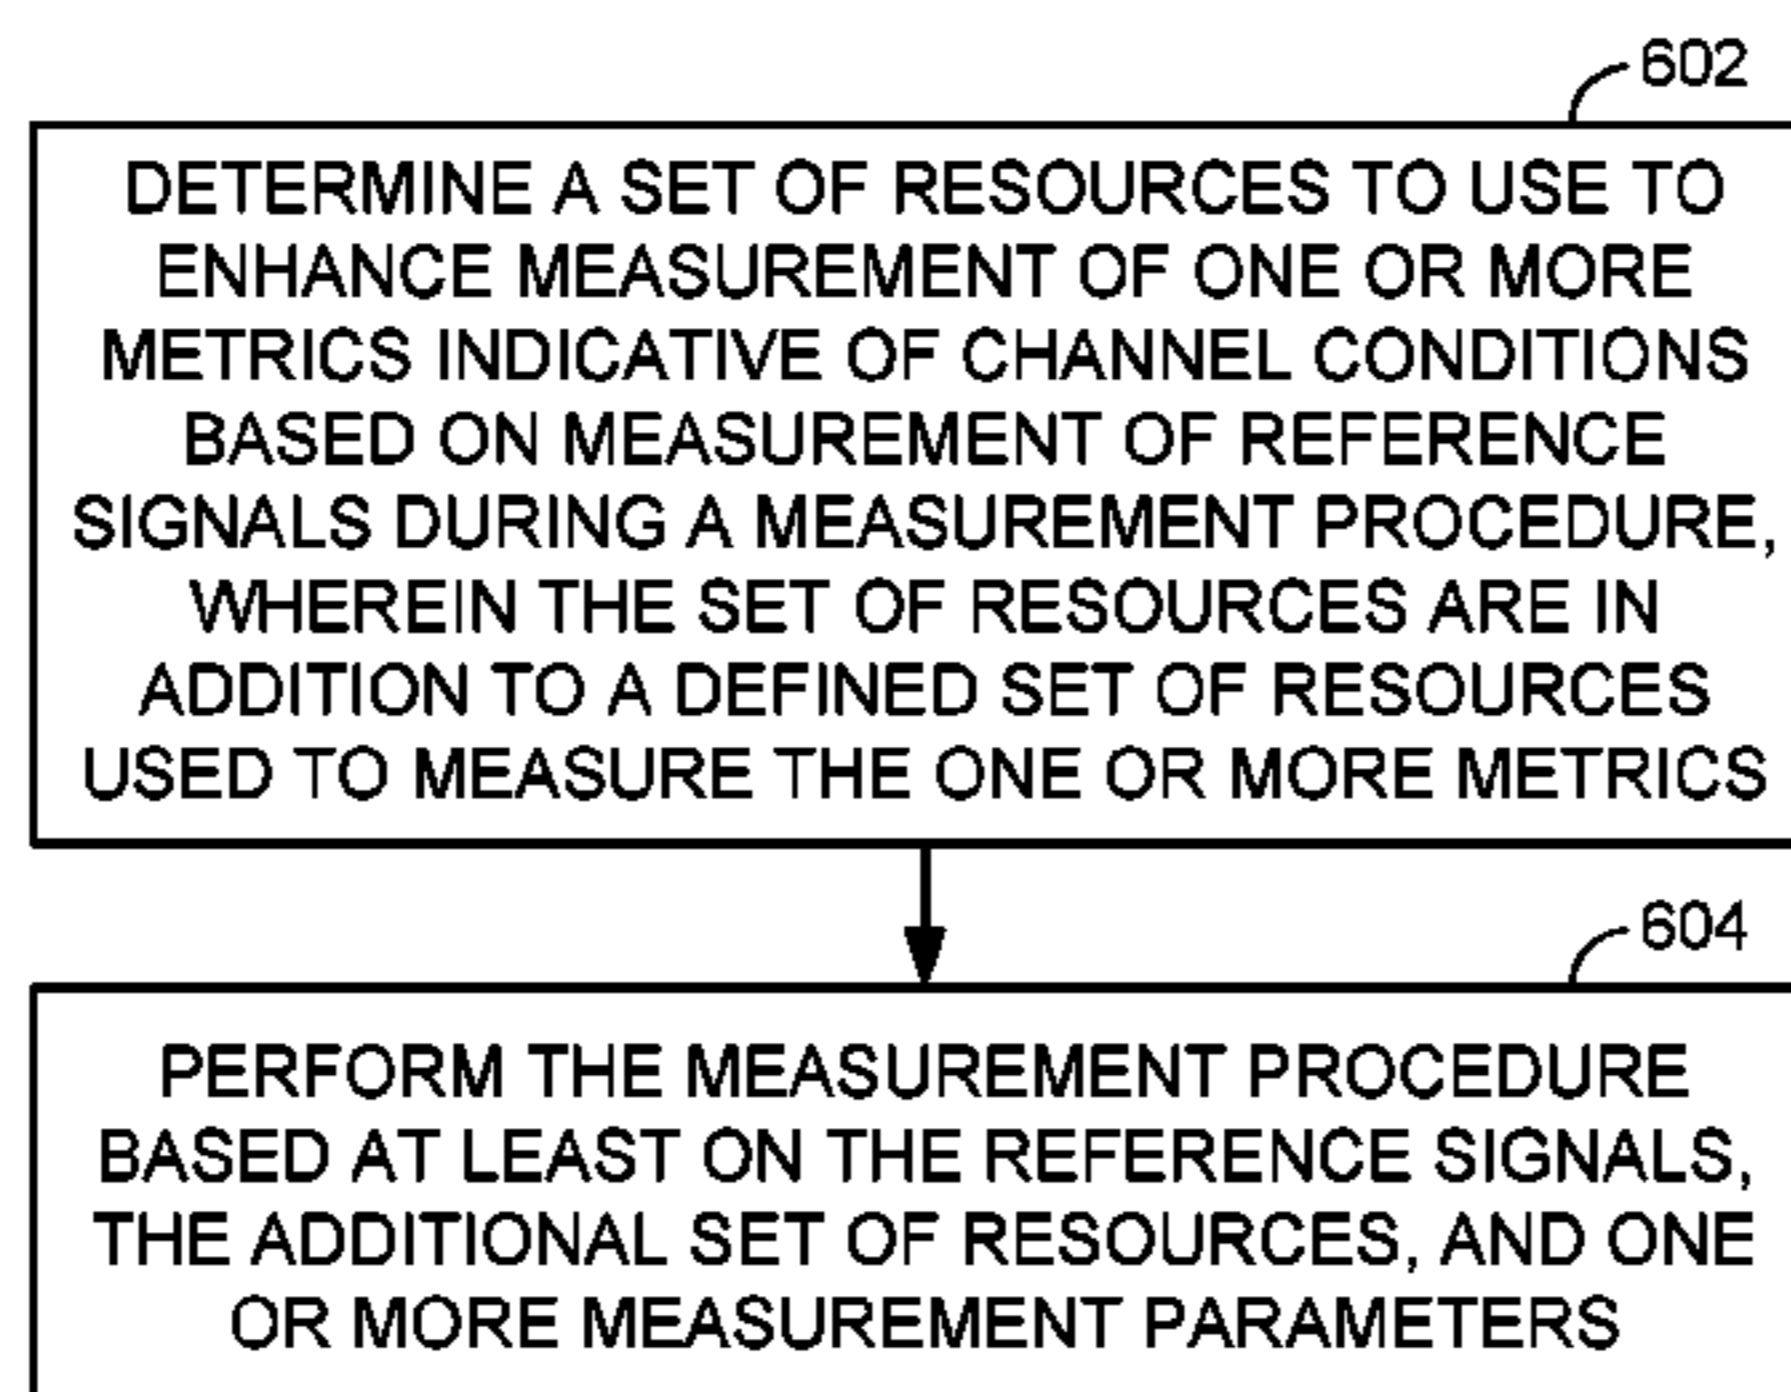 602
DETERMINE A SET OF RESOURCES TO USE TO
ENHANCE MEASUREMENT OF ONE OR MORE
METRICS INDICATIVE OF CHANNEL CONDITIONS
BASED ON MEASUREMENT OF REFERENCE
SIGNALS DURING A MEASUREMENT PROCEDURE,
WHEREIN THE SET OF RESOURCES ARE IN
ADDITION TO A DEFINED SET OF RESOURCES
USED TO MEASURE THE ONE OR MORE METRICS
604
PERFORM THE MEASUREMENT PROCEDURE
BASED AT LEAST ON THE REFERENCE SIGNALS,
THE ADDITIONAL SET OF RESOURCES, AND ONE
OR MORE MEASUREMENT PARAMETERS